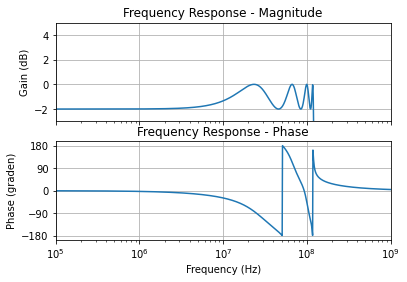 Frequency Response - Magnitude
Gain (dB)
4
2
0
−2
Frequency Response - Phase
Phase (graden)
180
90
0
−90
−180
10^5 10^6 10^7 10^8 10^9
Frequency (Hz)